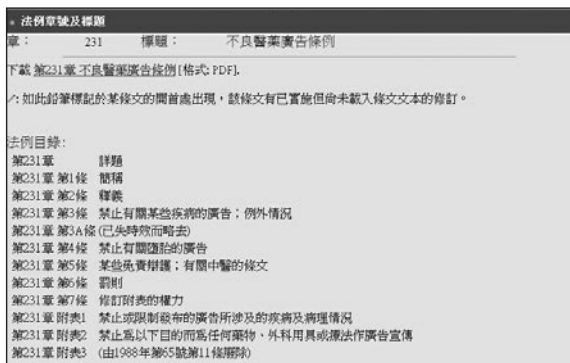 法例章號及標題
章： 231 標題： 不良醫藥廣告條例
下載 第231章 不良醫藥廣告條例 [格式: PDF].
∕: 如此鉛筆標記於某條文的開首處出現，該條文有已實施但尚未載入條文文本的修訂。
法例目錄:
第231章 詳題
第231章 第1條 簡稱
第231章 第2條 釋義
第231章 第3條 禁止有關某些疾病的廣告；例外情況
第231章 第3A條 (已失時效而略去)
第231章 第4條 禁止有關墮胎的廣告
第231章 第5條 某些免責辯護；有關中醫的條文
第231章 第6條 罰則
第231章 第7條 修訂附表的權力
第231章 附表1 禁止或限制發布的廣告所涉及的疾病及病理情況
第231章 附表2 禁止為以下目的而為任何藥物、外科用具或療法作廣告宣傳
第231章 附表3 (由1988年第65號第11條廢除)